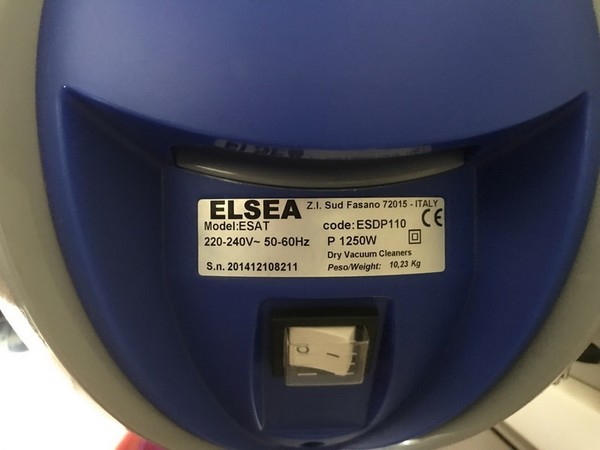 ELSEA Z.I. Sud Fasano 72015 - ITALY
Model:ESAT code:ESDP110 CE
220-240V~ 50-60Hz P 1250W
Dry Vacuum Cleaners
S.n. 201412108211 Peso/Weight: 10,23 Kg